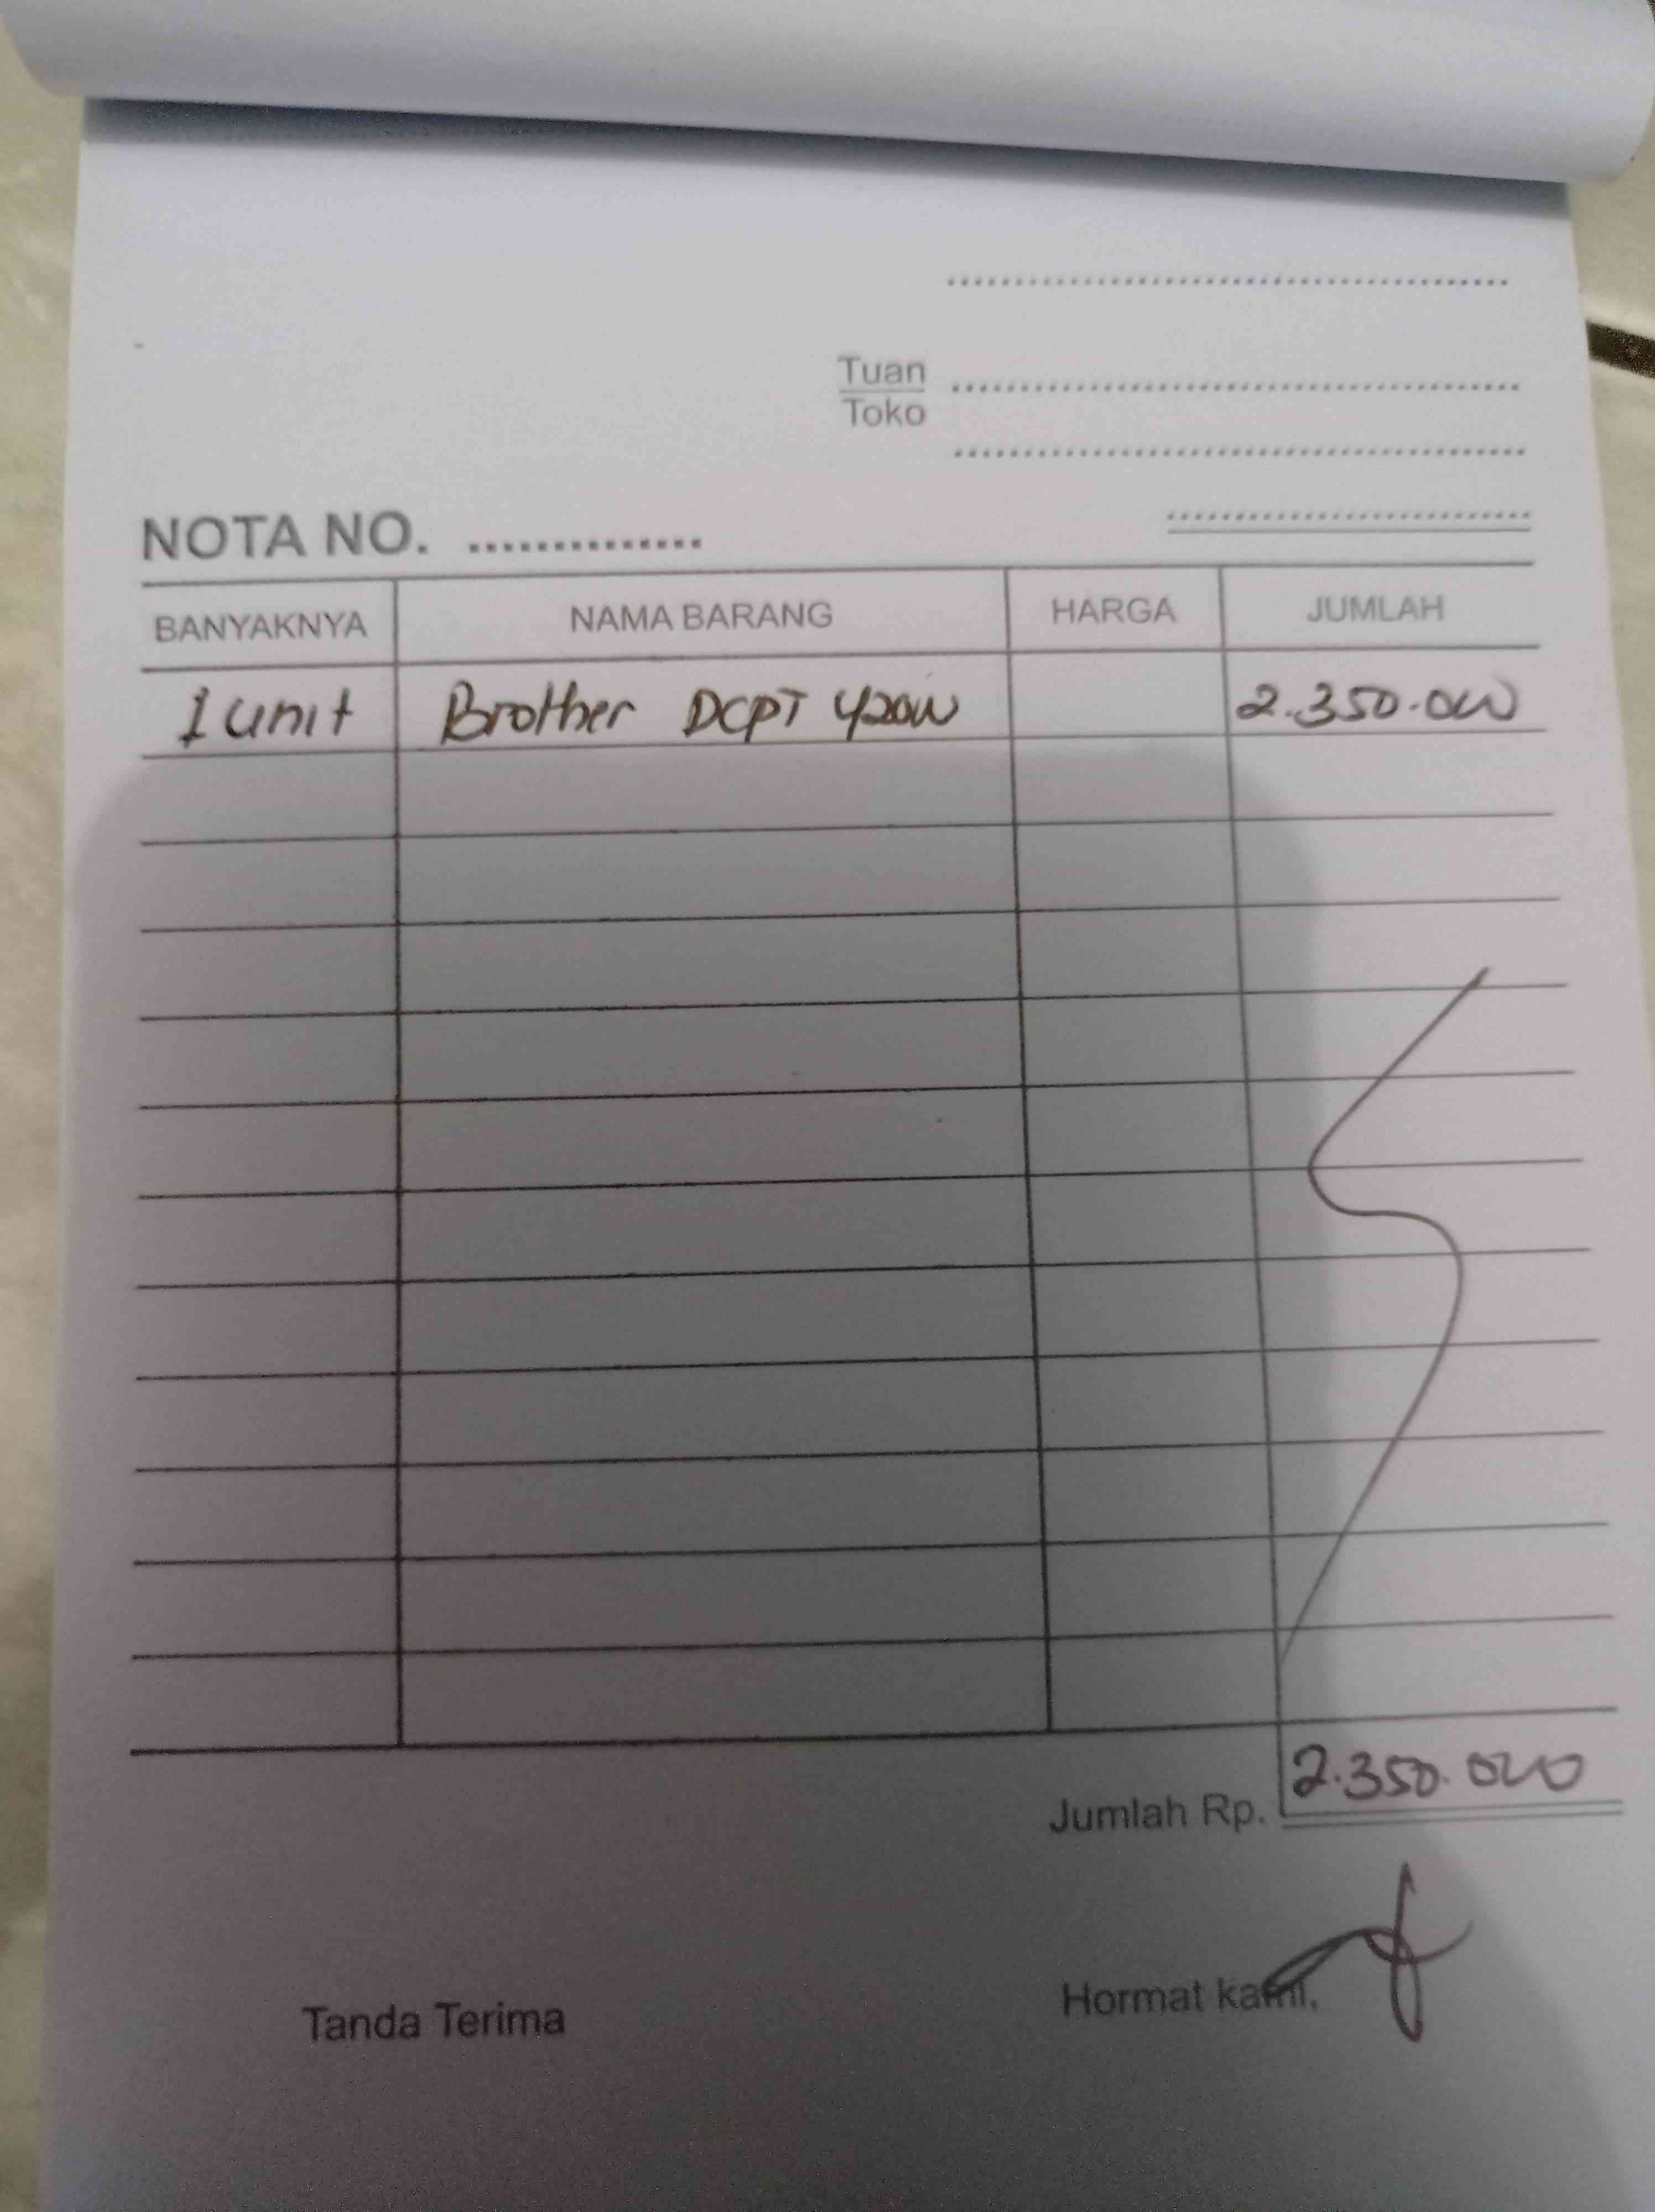 Tuan
Toko
NOTA NO.
BANYAKNYA NAMA BARANG HARGA JUMLAH
1 unit Brother DCPT 420W 2.350.000
Jumlah Rp. 2.350.000
Tanda Terima Hormat kami,